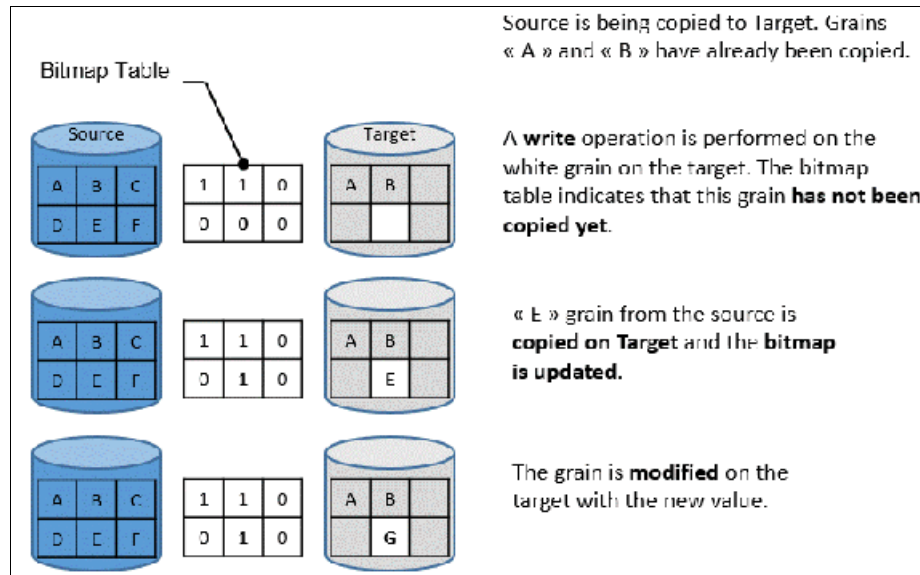 Source is being copied to Target. Grains
« A » and « B » have already been copied.
Bitmap Table
Source
Target
A B C
D E F
1 1 0
0 0 0
A B
A write operation is performed on the
white grain on the target. The bitmap
table indicates that this grain has not been
copied yet.
A B C
D E F
1 1 0
0 1 0
A B
E
« E » grain from the source is
copied on Target and the bitmap
is updated.
A B C
D E F
1 1 0
0 1 0
A B
G
The grain is modified on the
target with the new value.